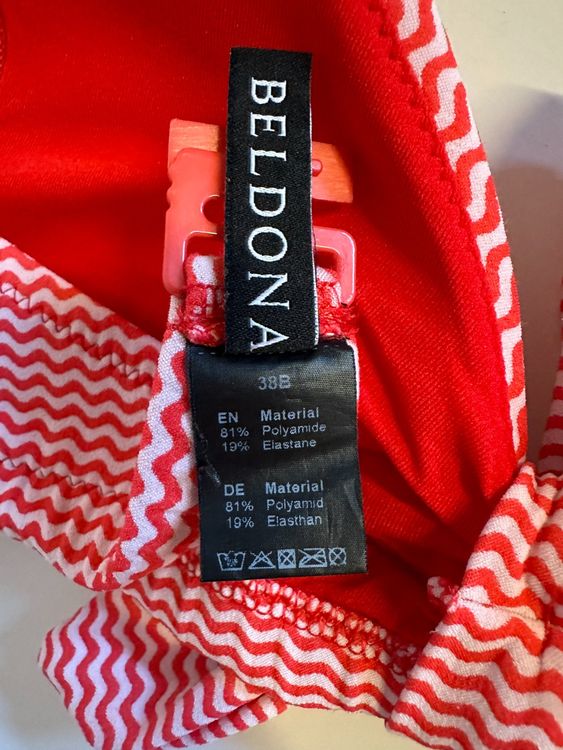 BELDONA
38B
EN Material
81% Polyamide
19% Elastane
DE Material
81% Polyamid
19% Elasthan